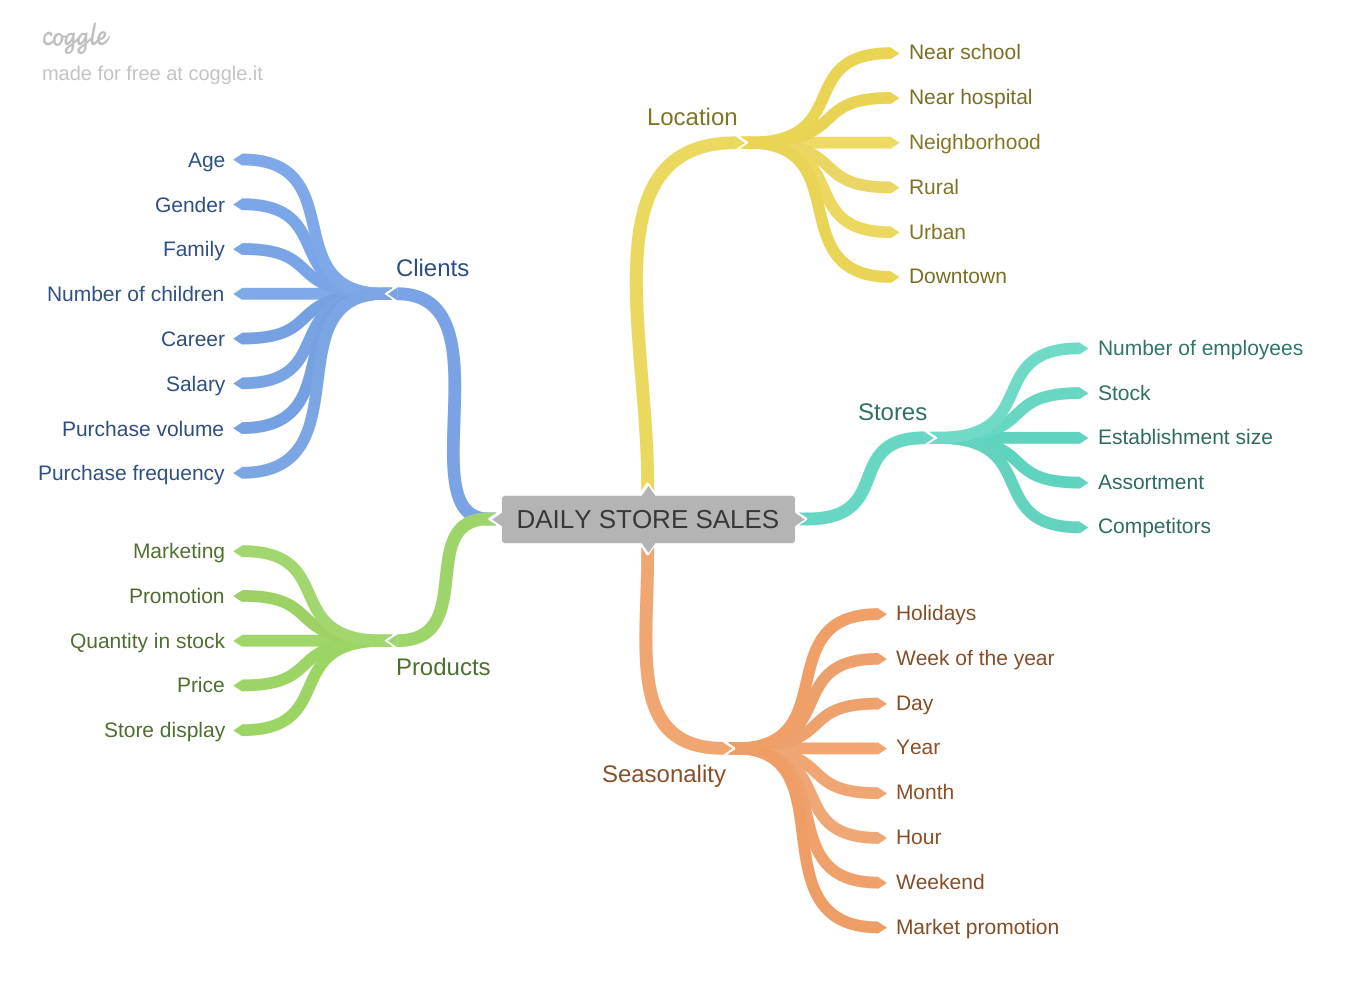 coggle
made for free at coggle.it
Location
Near school
Near hospital
Neighborhood
Rural
Urban
Downtown
Clients
Age
Gender
Family
Number of children
Career
Salary
Purchase volume
Purchase frequency
Stores
Number of employees
Stock
Establishment size
Assortment
Competitors
DAILY STORE SALES
Products
Marketing
Promotion
Quantity in stock
Price
Store display
Seasonality
Holidays
Week of the year
Day
Year
Month
Hour
Weekend
Market promotion